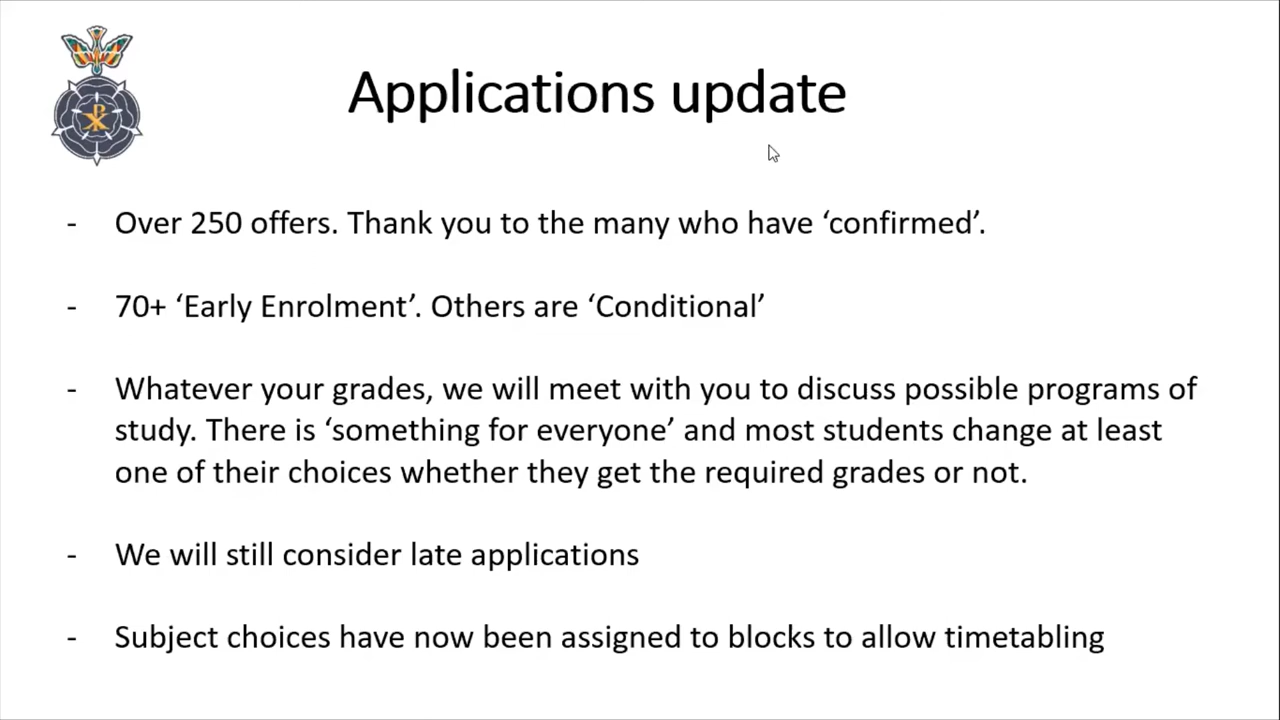 Applications update
- Over 250 offers. Thank you to the many who have ‘confirmed’.
- 70+ ‘Early Enrolment’. Others are ‘Conditional’
- Whatever your grades, we will meet with you to discuss possible programs of
study. There is ‘something for everyone’ and most students change at least
one of their choices whether they get the required grades or not.
- We will still consider late applications
- Subject choices have now been assigned to blocks to allow timetabling